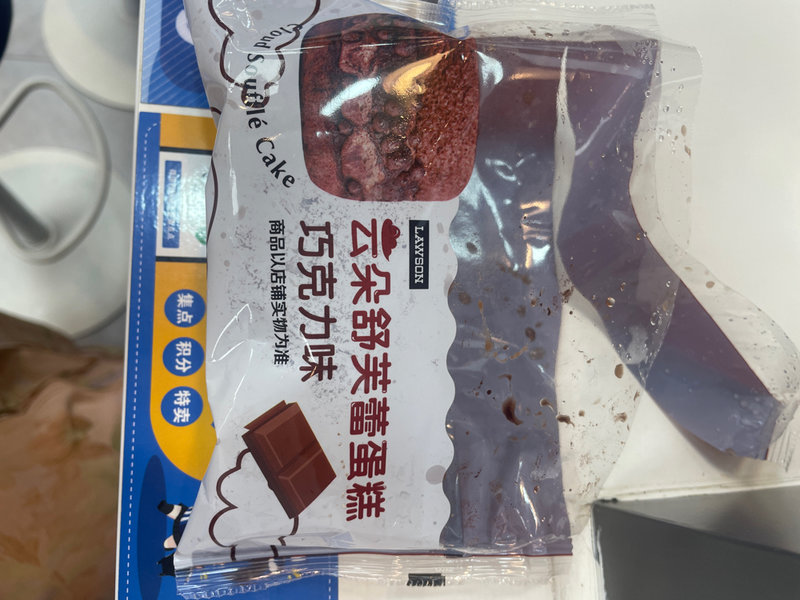 Cloud Soufflé Cake
LAWSON
云朵舒芙蕾蛋糕
巧克力味
商品以店铺实物为准
集点
积分
特卖